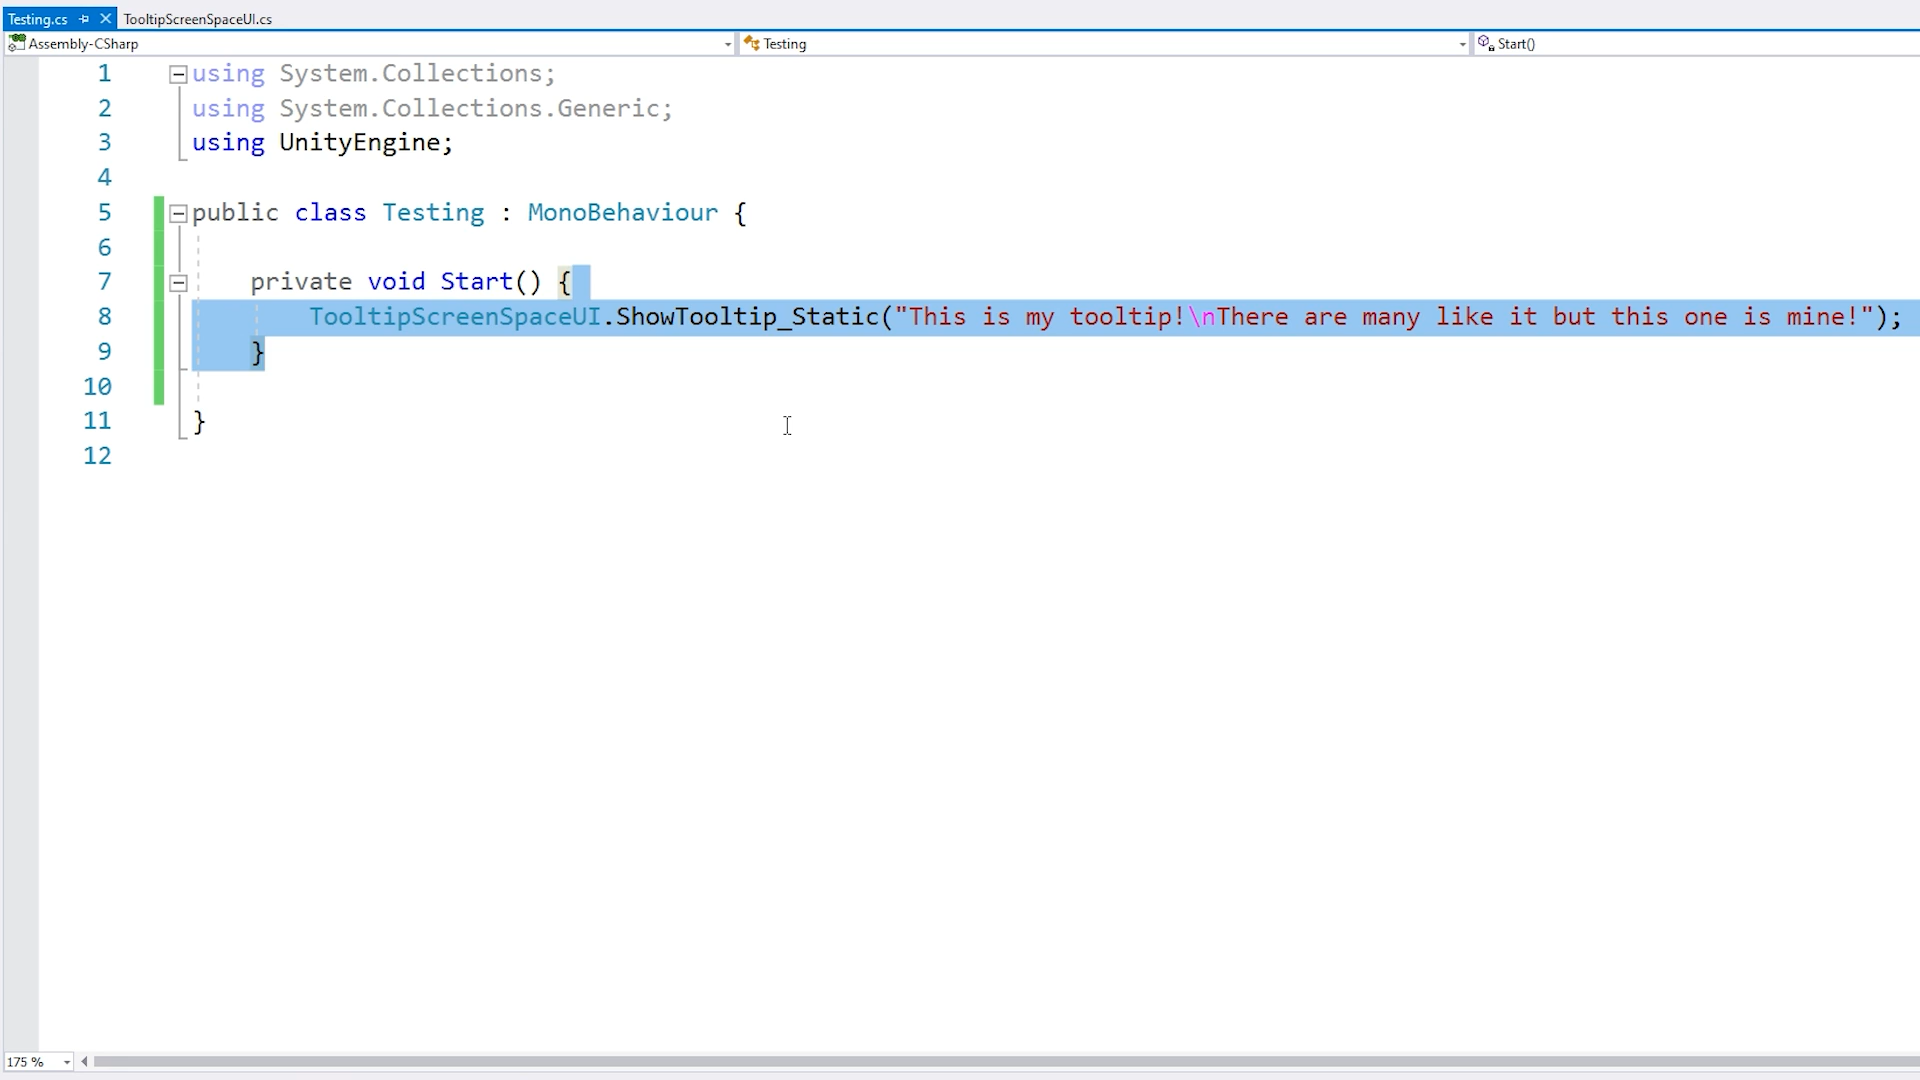 Testing.cs TooltipScreenSpaceUI.cs
Assembly-CSharp Testing Start()
1 using System.Collections;
2 using System.Collections.Generic;
3 using UnityEngine;
4
5 public class Testing : MonoBehaviour {
6
7 private void Start() {
8 TooltipScreenSpaceUI.ShowTooltip_Static("This is my tooltip!\nThere are many like it but this one is mine!");
9 }
10
11 }
12
175 %